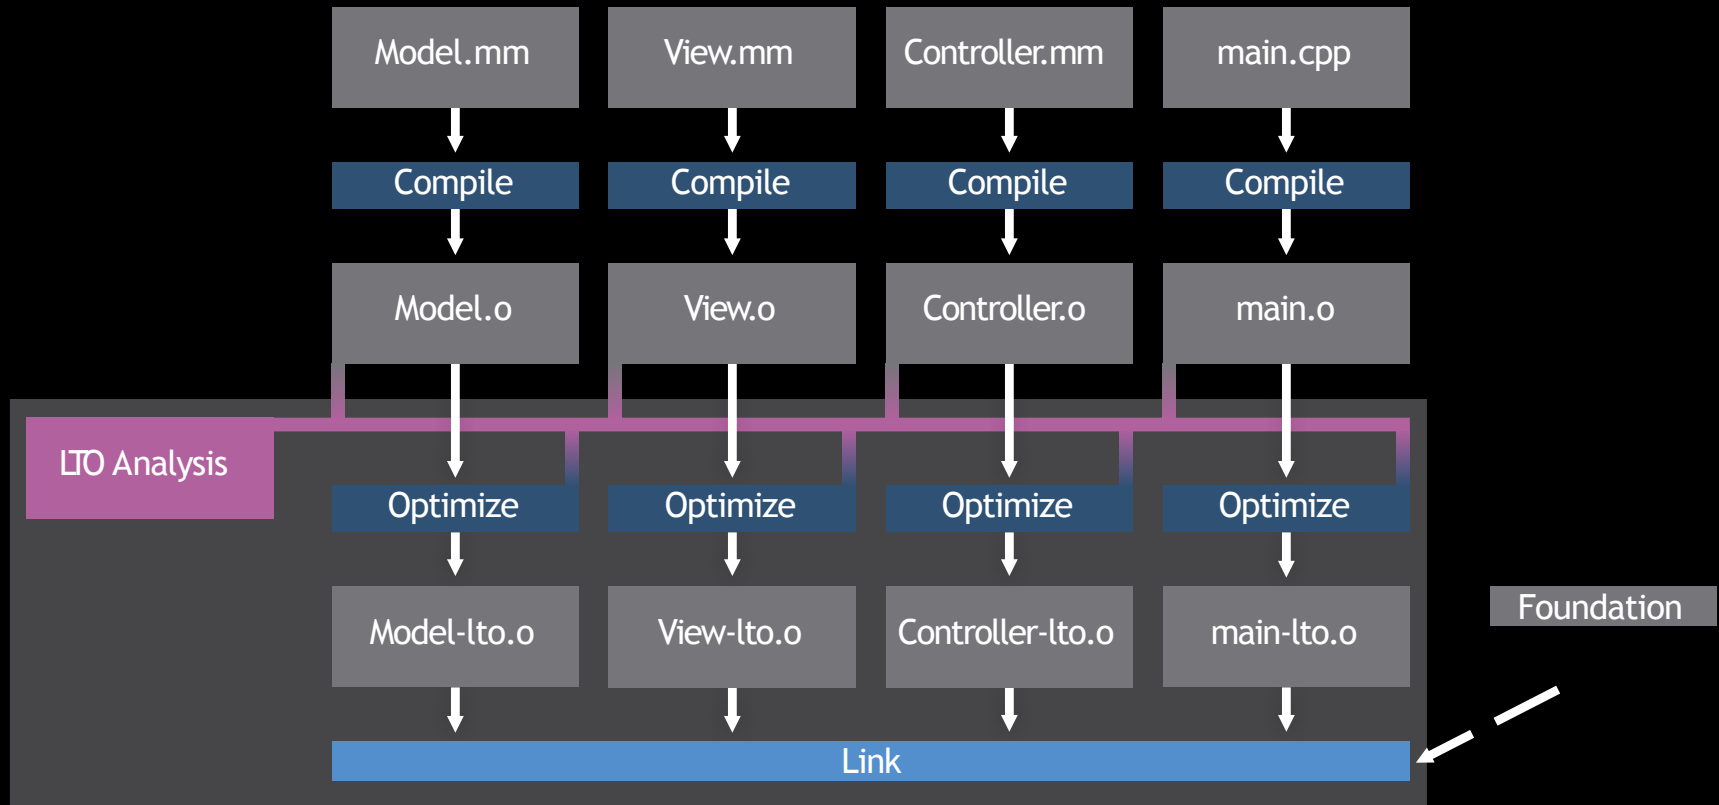 Model.mm
View.mm
Controller.mm
main.cpp
Compile
Compile
Compile
Compile
Model.o
View.o
Controller.o
main.o
LTO Analysis
Optimize
Optimize
Optimize
Optimize
Model-lto.o
View-lto.o
Controller-lto.o
main-lto.o
Foundation
Link